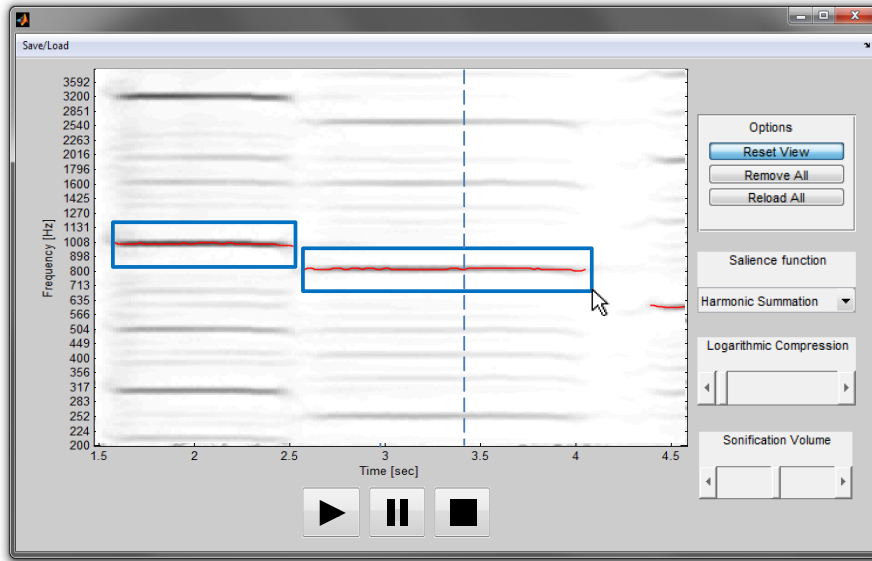 Save/Load
3592
3200
2851
2540
2263
2016
1796
1600
1425
1270
1131
1008
898
800
713
635
566
504
449
400
356
317
283
252
224
200
Frequency [Hz]
1.5 2 2.5 3 3.5 4 4.5
Time [sec]
Options
Reset View
Remove All
Reload All
Salience function
Harmonic Summation
Logarithmic Compression
Sonification Volume